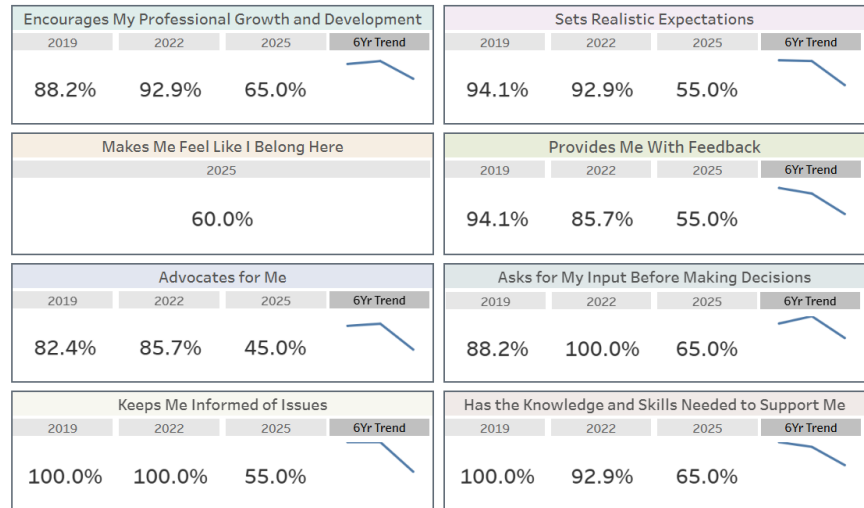 Encourages My Professional Growth and Development
2019 2022 2025 6Yr Trend
88.2% 92.9% 65.0%
Sets Realistic Expectations
2019 2022 2025 6Yr Trend
94.1% 92.9% 55.0%
Makes Me Feel Like I Belong Here
2025
60.0%
Provides Me With Feedback
2019 2022 2025 6Yr Trend
94.1% 85.7% 55.0%
Advocates for Me
2019 2022 2025 6Yr Trend
82.4% 85.7% 45.0%
Asks for My Input Before Making Decisions
2019 2022 2025 6Yr Trend
88.2% 100.0% 65.0%
Keeps Me Informed of Issues
2019 2022 2025 6Yr Trend
100.0% 100.0% 55.0%
Has the Knowledge and Skills Needed to Support Me
2019 2022 2025 6Yr Trend
100.0% 92.9% 65.0%